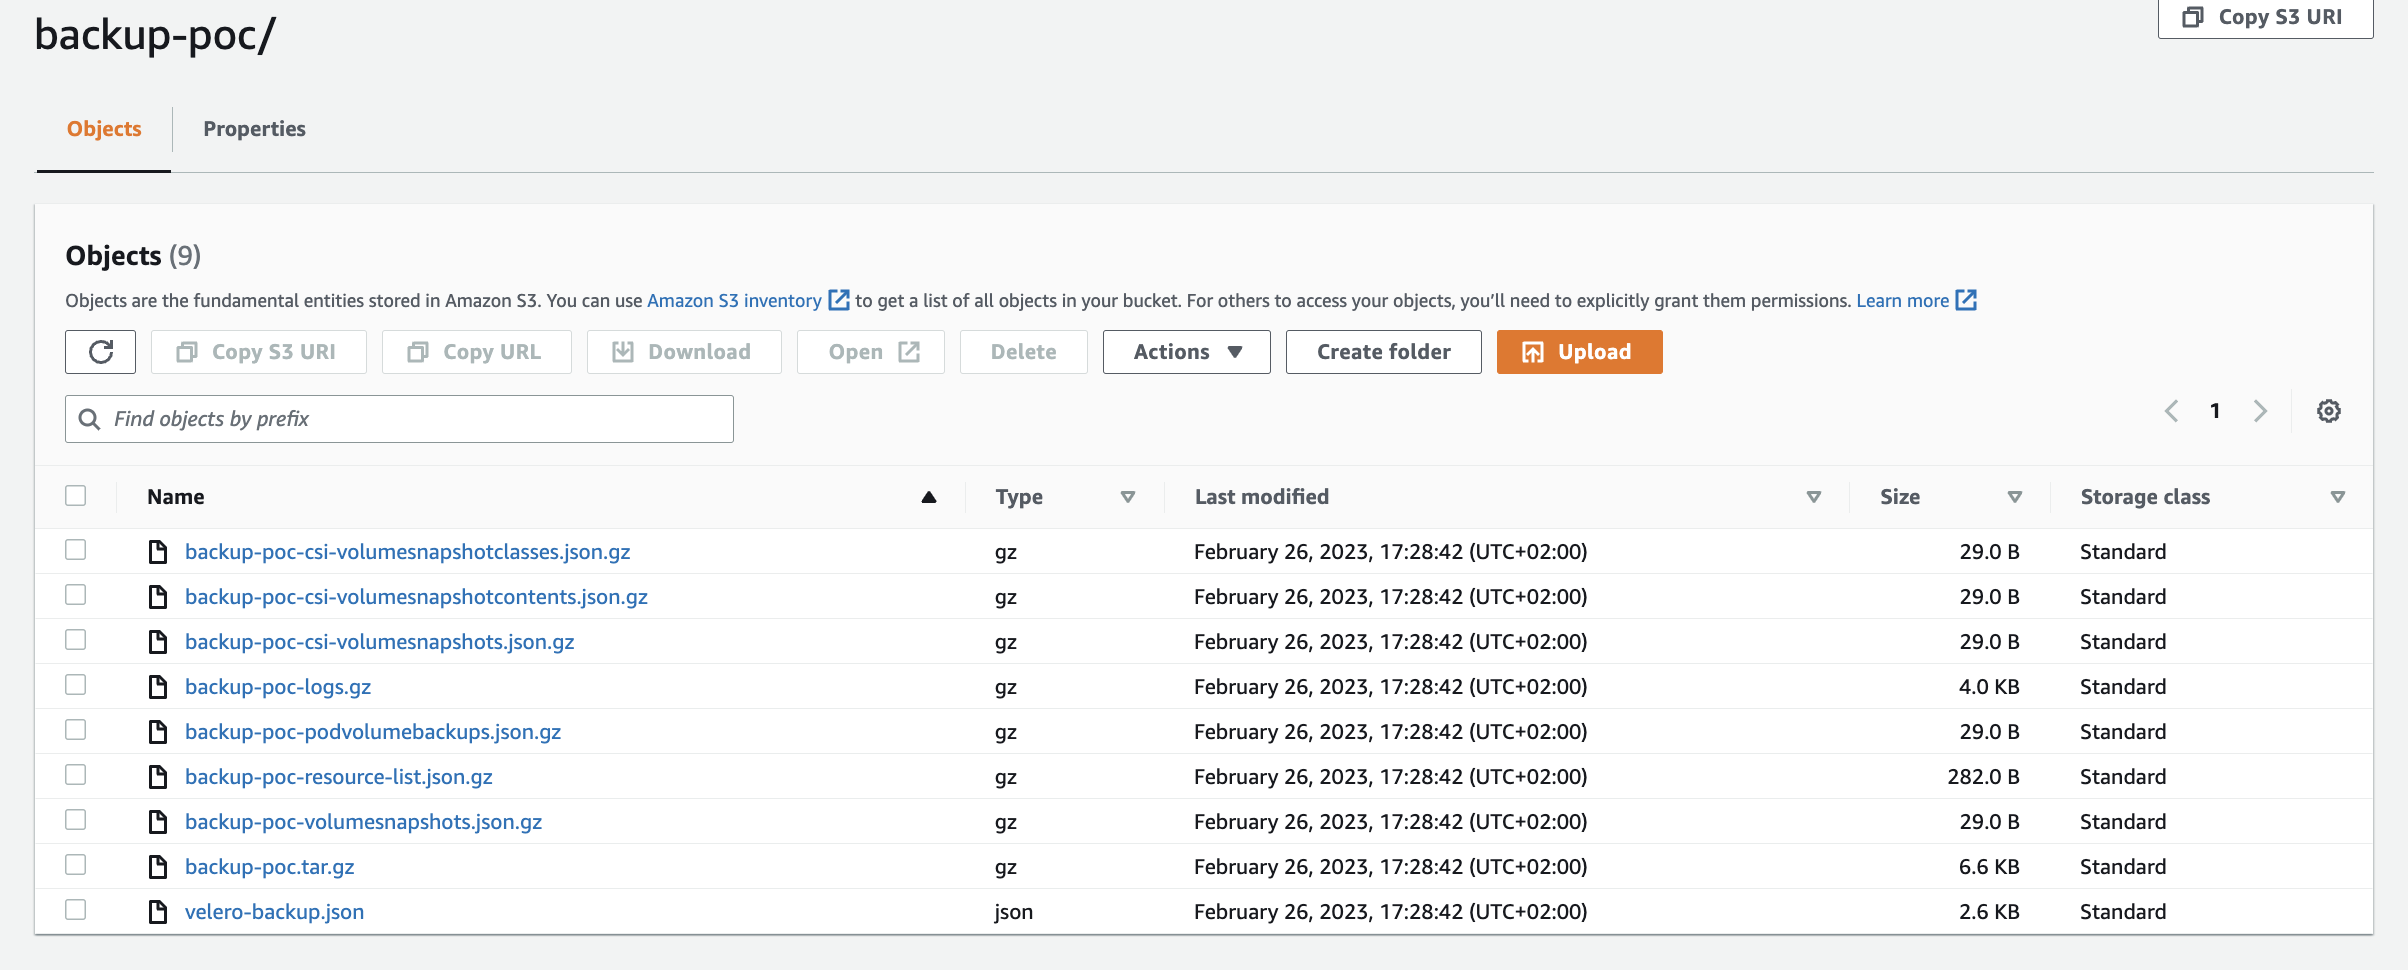 backup-poc/
Copy S3 URI
Objects
Properties
Objects (9)
Objects are the fundamental entities stored in Amazon S3. You can use Amazon S3 inventory to get a list of all objects in your bucket. For others to access your objects, you'll need to explicitly grant them permissions. Learn more
Copy S3 URI Copy URL Download Open Delete Actions Create folder Upload
Find objects by prefix
1
Name Type Last modified Size Storage class
backup-poc-csi-volumesnapshotclasses.json.gz gz February 26, 2023, 17:28:42 (UTC+02:00) 29.0 B Standard
backup-poc-csi-volumesnapshotcontents.json.gz gz February 26, 2023, 17:28:42 (UTC+02:00) 29.0 B Standard
backup-poc-csi-volumesnapshots.json.gz gz February 26, 2023, 17:28:42 (UTC+02:00) 29.0 B Standard
backup-poc-logs.gz gz February 26, 2023, 17:28:42 (UTC+02:00) 4.0 KB Standard
backup-poc-podvolumebackups.json.gz gz February 26, 2023, 17:28:42 (UTC+02:00) 29.0 B Standard
backup-poc-resource-list.json.gz gz February 26, 2023, 17:28:42 (UTC+02:00) 282.0 B Standard
backup-poc-volumesnapshots.json.gz gz February 26, 2023, 17:28:42 (UTC+02:00) 29.0 B Standard
backup-poc.tar.gz gz February 26, 2023, 17:28:42 (UTC+02:00) 6.6 KB Standard
velero-backup.json json February 26, 2023, 17:28:42 (UTC+02:00) 2.6 KB Standard